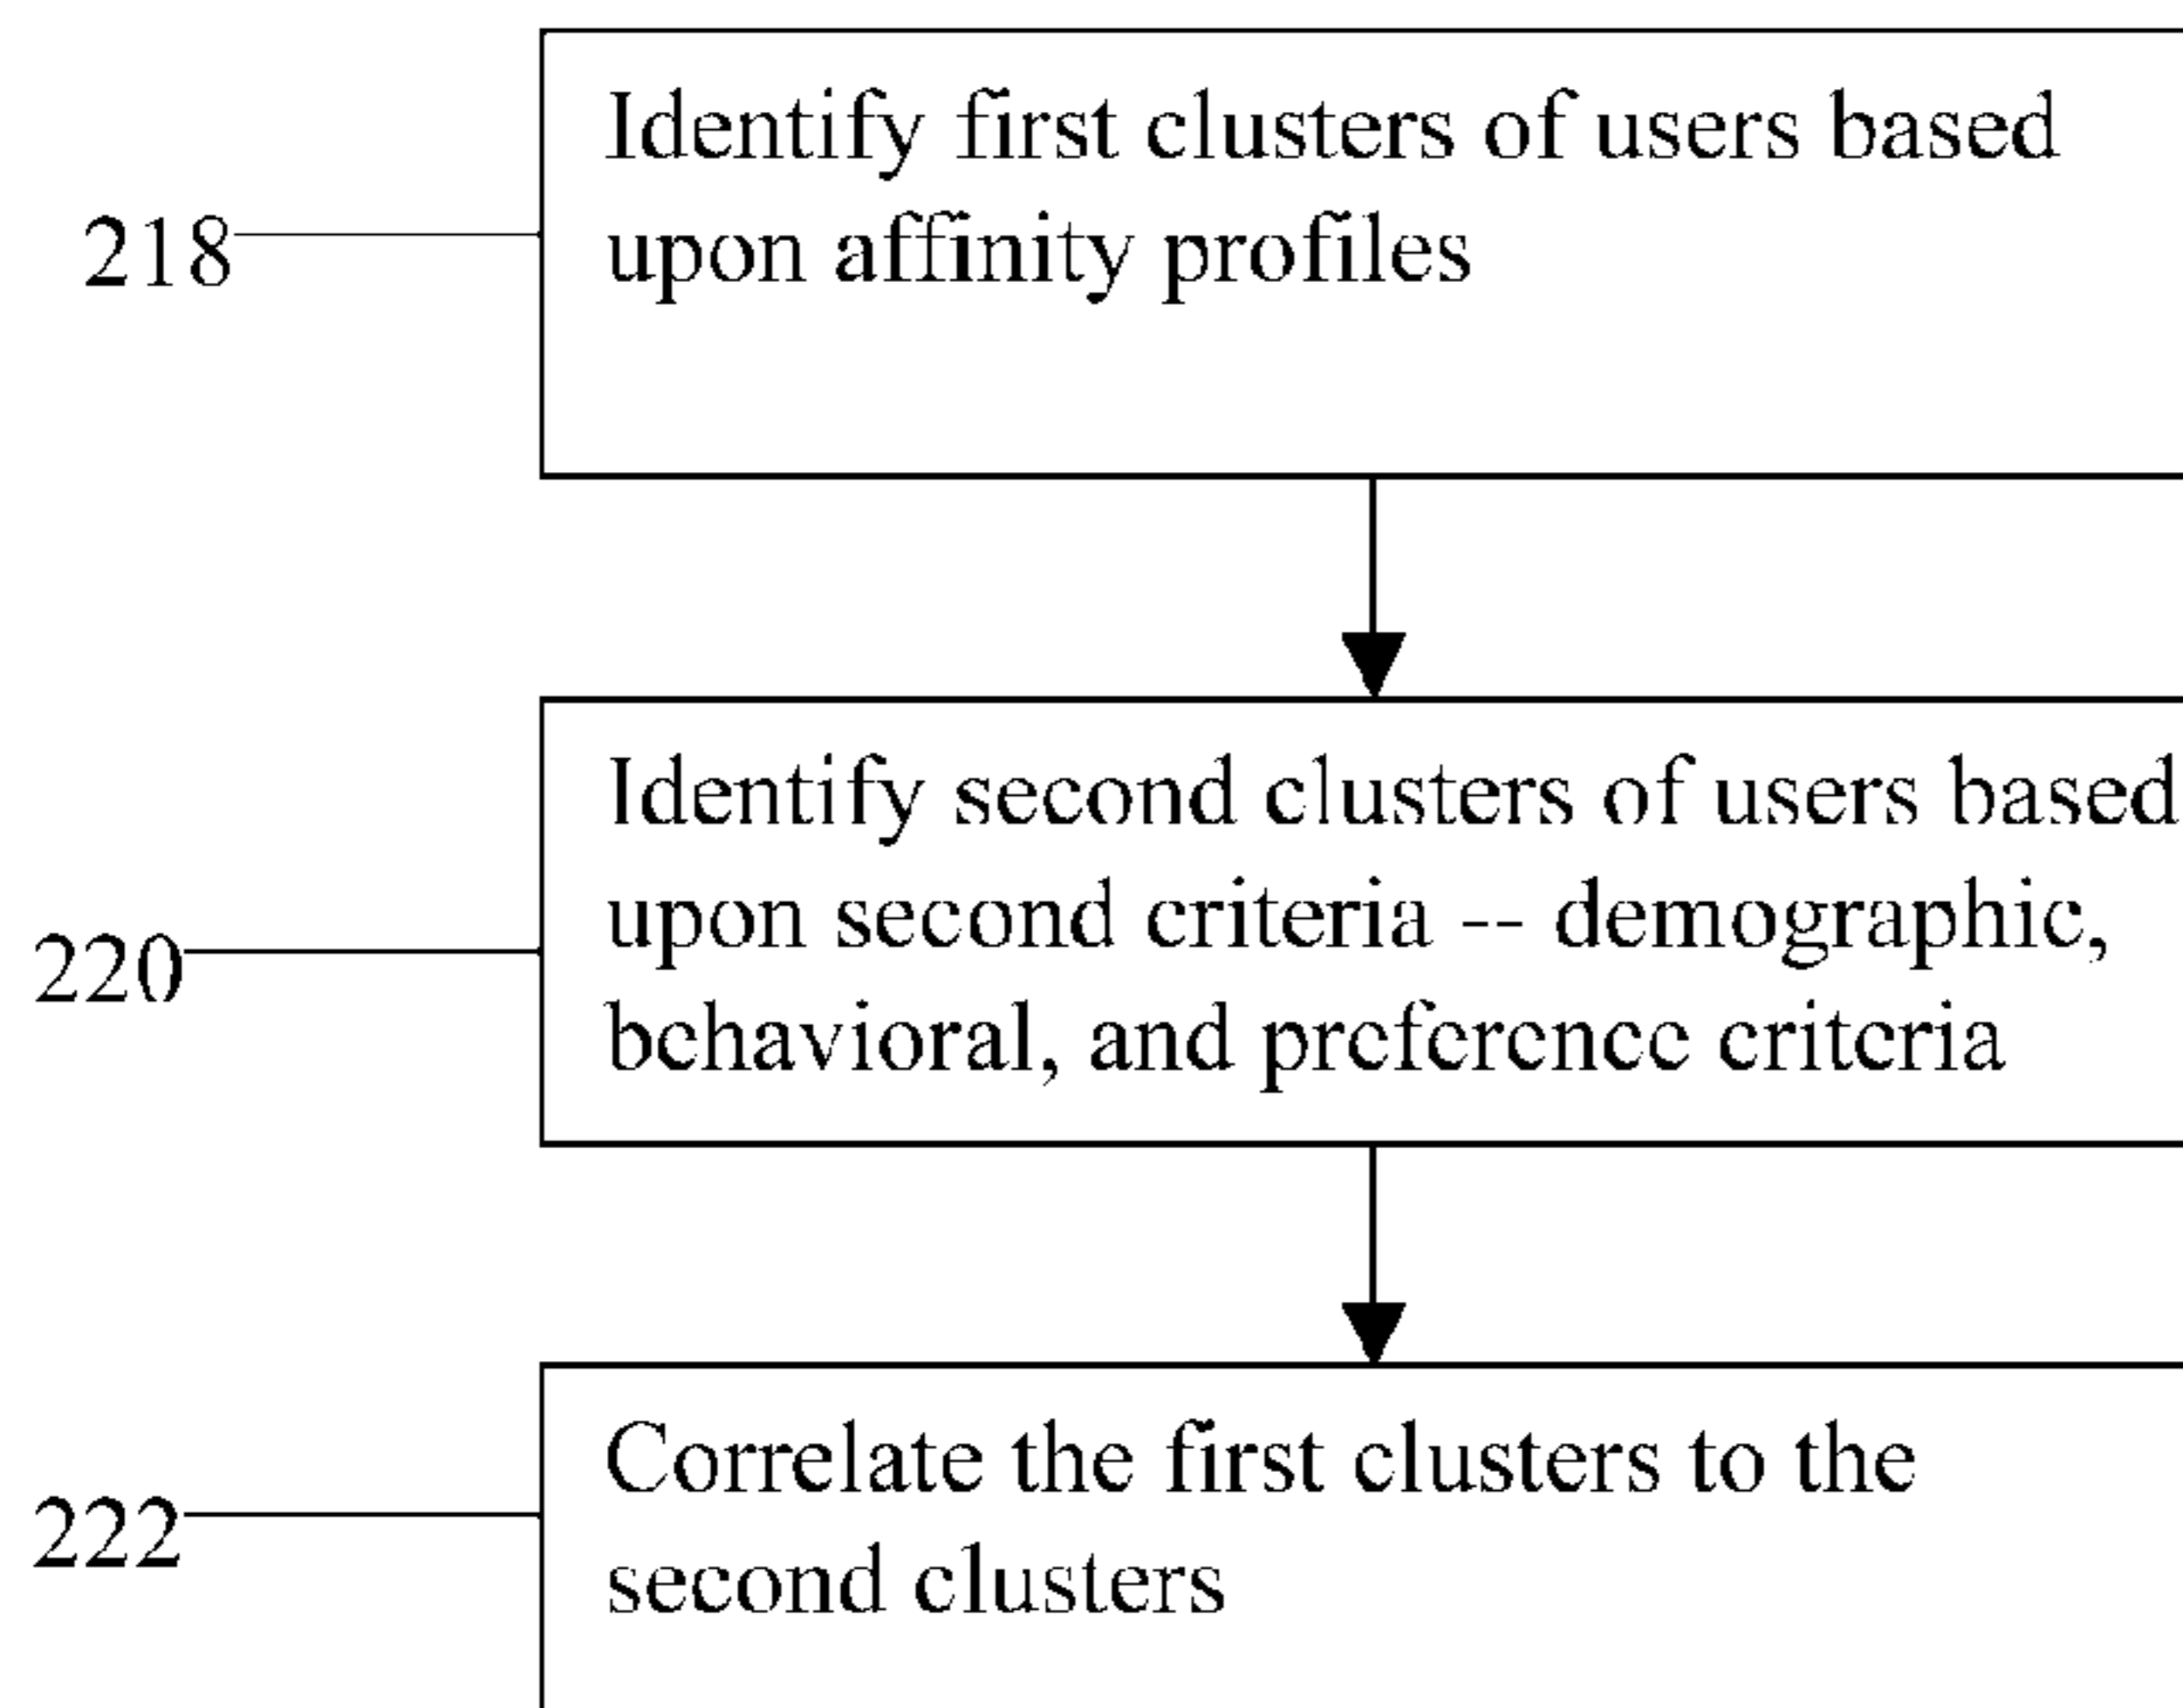 Identify first clusters of users based
upon affinity profiles
218
Identify second clusters of users based
upon second criteria -- demographic,
behavioral, and preference criteria
220
Correlate the first clusters to the
second clusters
222